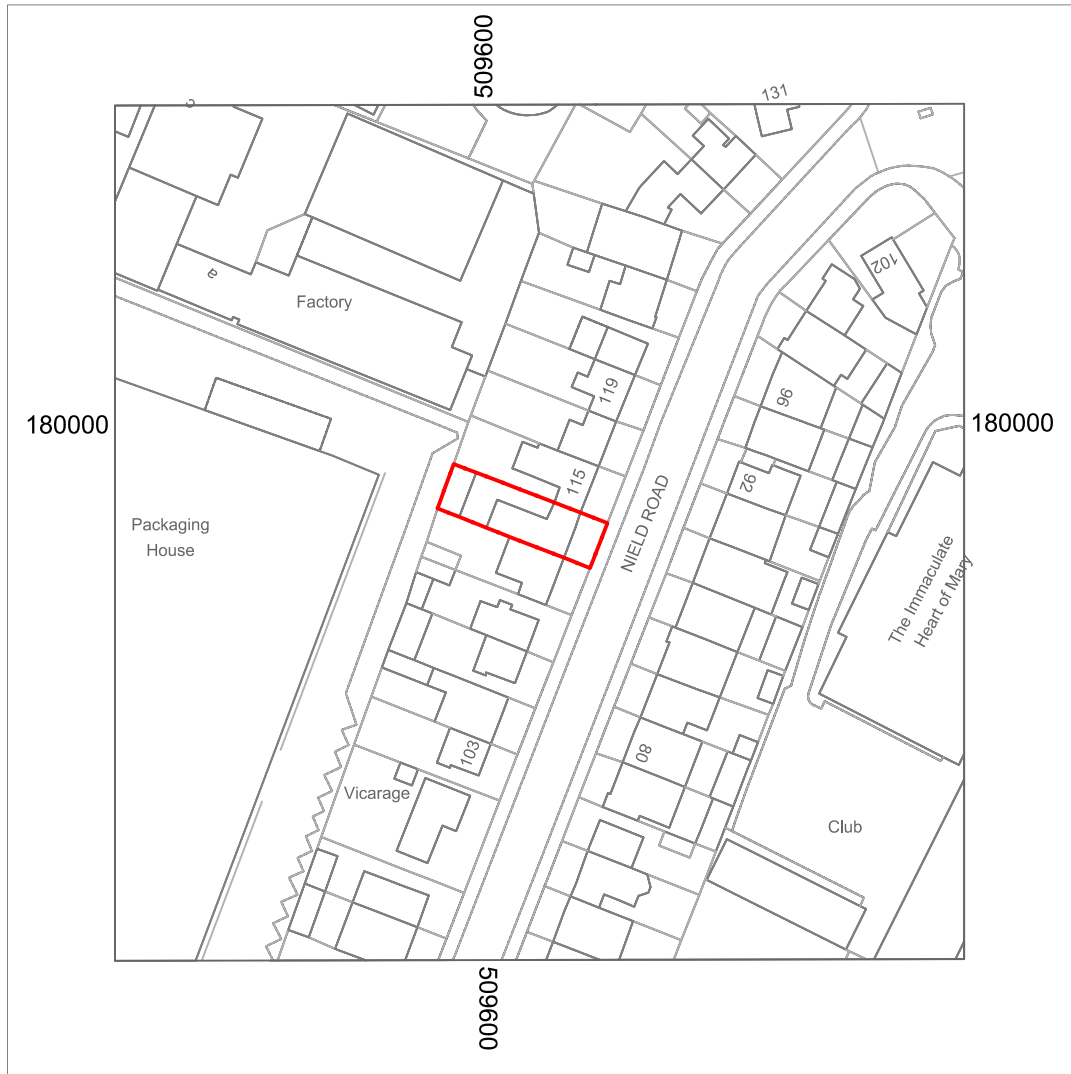 509600
131
c
102
a
Factory
119
96
180000
180000
115
92
NIELD ROAD
Packaging
House
The Immaculate
Heart of Mary
103
80
Vicarage
Club
509600